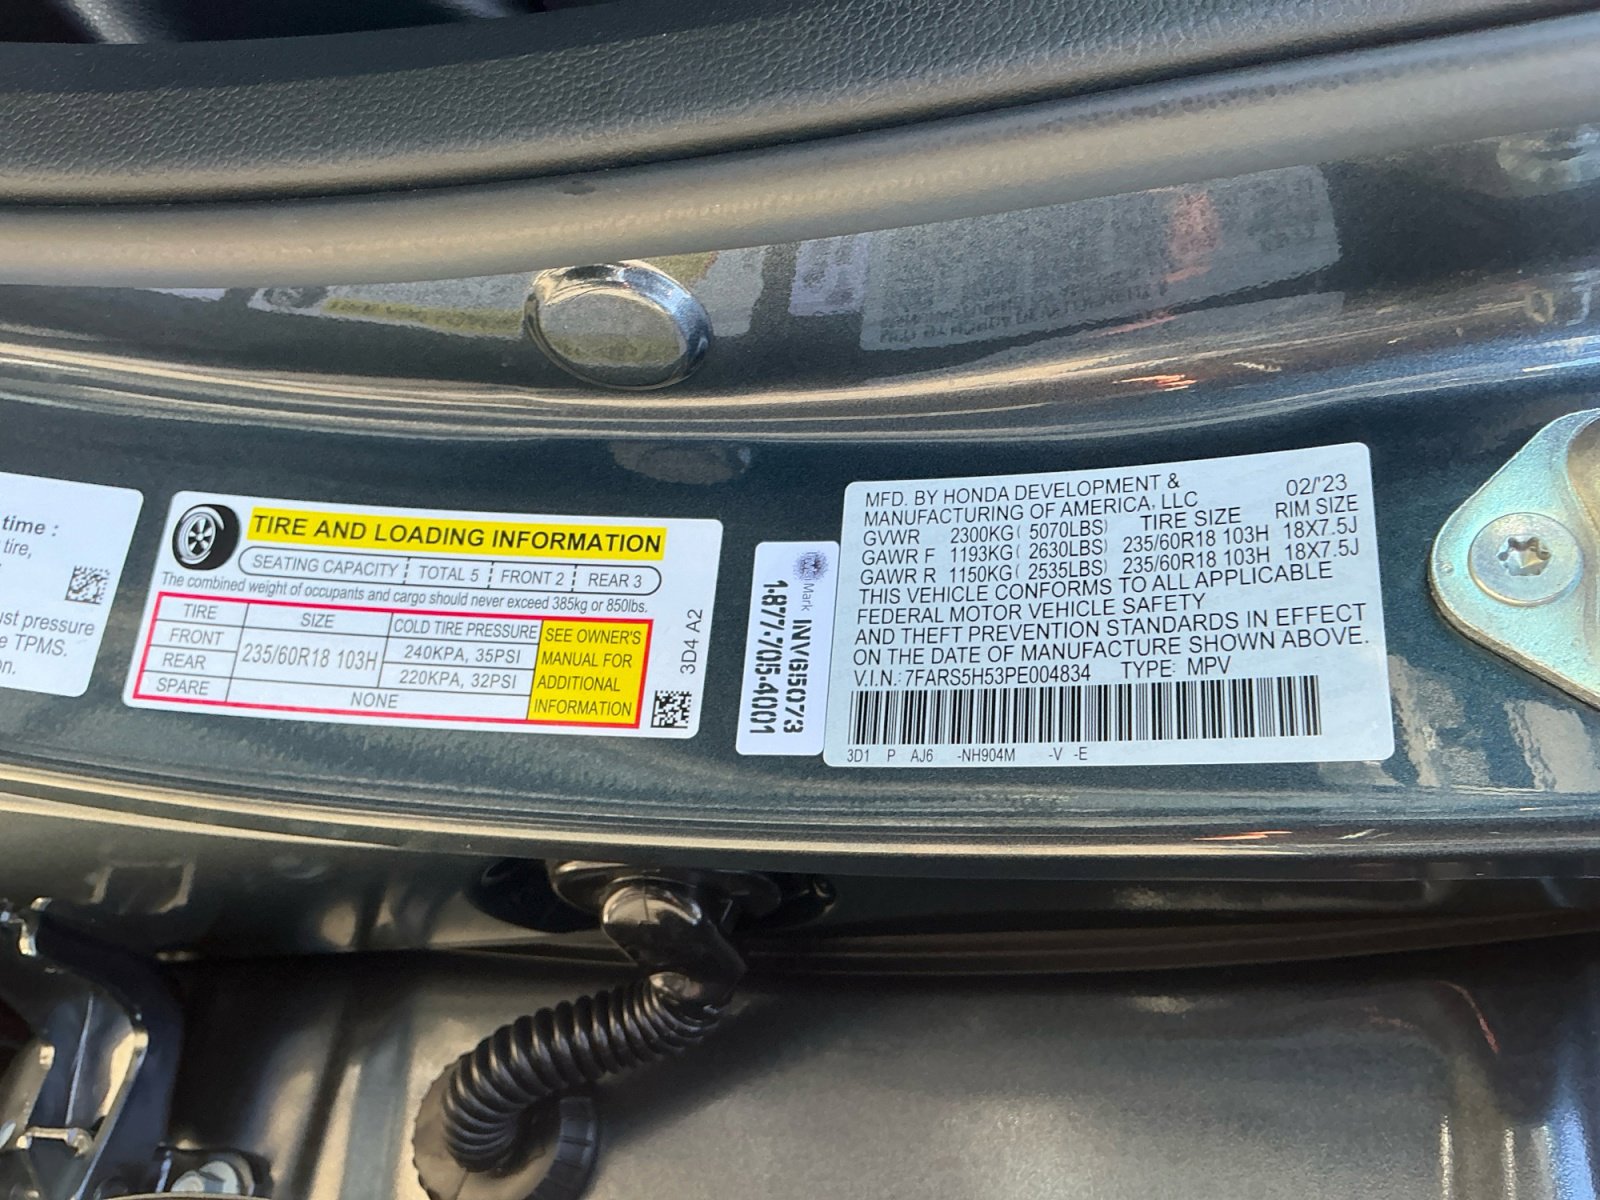 time :
tire,
ust pressure
e TPMS.
on.
TIRE AND LOADING INFORMATION
SEATING CAPACITY TOTAL 5 FRONT 2 REAR 3
The combined weight of occupants and cargo should never exceed 385kg or 850lbs.
TIRE SIZE COLD TIRE PRESSURE
FRONT 235/60R18 103H 240KPA, 35PSI
REAR 220KPA, 32PSI
SPARE NONE
SEE OWNER'S
MANUAL FOR
ADDITIONAL
INFORMATION
3D4 A2
Mark
1-877-705-4001
MFD. BY HONDA DEVELOPMENT & 02/'23
MANUFACTURING OF AMERICA, LLC
TIRE SIZE RIM SIZE
GVWR 2300KG( 5070LBS)
GAWR F 1193KG( 2630LBS) 235/60R18 103H 18X7.5J
GAWR R 1150KG( 2535LBS) 235/60R18 103H 18X7.5J
THIS VEHICLE CONFORMS TO ALL APPLICABLE
FEDERAL MOTOR VEHICLE SAFETY
AND THEFT PREVENTION STANDARDS IN EFFECT
ON THE DATE OF MANUFACTURE SHOWN ABOVE.
V.I.N.: 7FARS5H53PE004834 TYPE: MPV
3D1 P AJ6 -NH904M -V -E